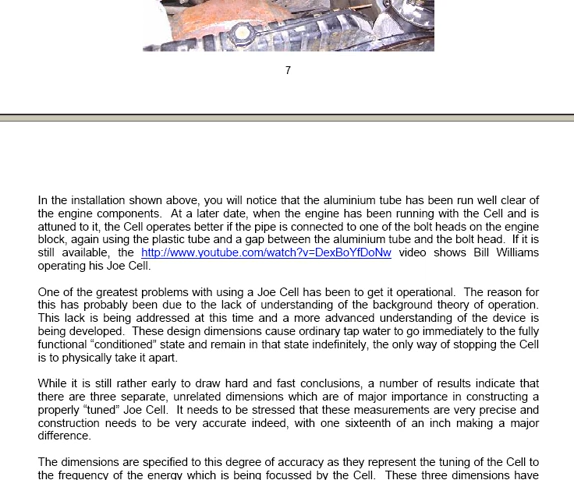 7
In the installation shown above, you will notice that the aluminium tube has been run well clear of
the engine components. At a later date, when the engine has been running with the Cell and is
attuned to it, the Cell operates better if the pipe is connected to one of the bolt heads on the engine
block, again using the plastic tube and a gap between the aluminium tube and the bolt head. If it is
still available, the http://www.youtube.com/watch?v=DexBoYfDoNw video shows Bill Williams
operating his Joe Cell.
One of the greatest problems with using a Joe Cell has been to get it operational. The reason for
this has probably been due to the lack of understanding of the background theory of operation.
This lack is being addressed at this time and a more advanced understanding of the device is
being developed. These design dimensions cause ordinary tap water to go immediately to the fully
functional “conditioned” state and remain in that state indefinitely, the only way of stopping the Cell
is to physically take it apart.
While it is still rather early to draw hard and fast conclusions, a number of results indicate that
there are three separate, unrelated dimensions which are of major importance in constructing a
properly “tuned” Joe Cell. It needs to be stressed that these measurements are very precise and
construction needs to be very accurate indeed, with one sixteenth of an inch making a major
difference.
The dimensions are specified to this degree of accuracy as they represent the tuning of the Cell to
the frequency of the energy which is being focussed by the Cell. These three dimensions have